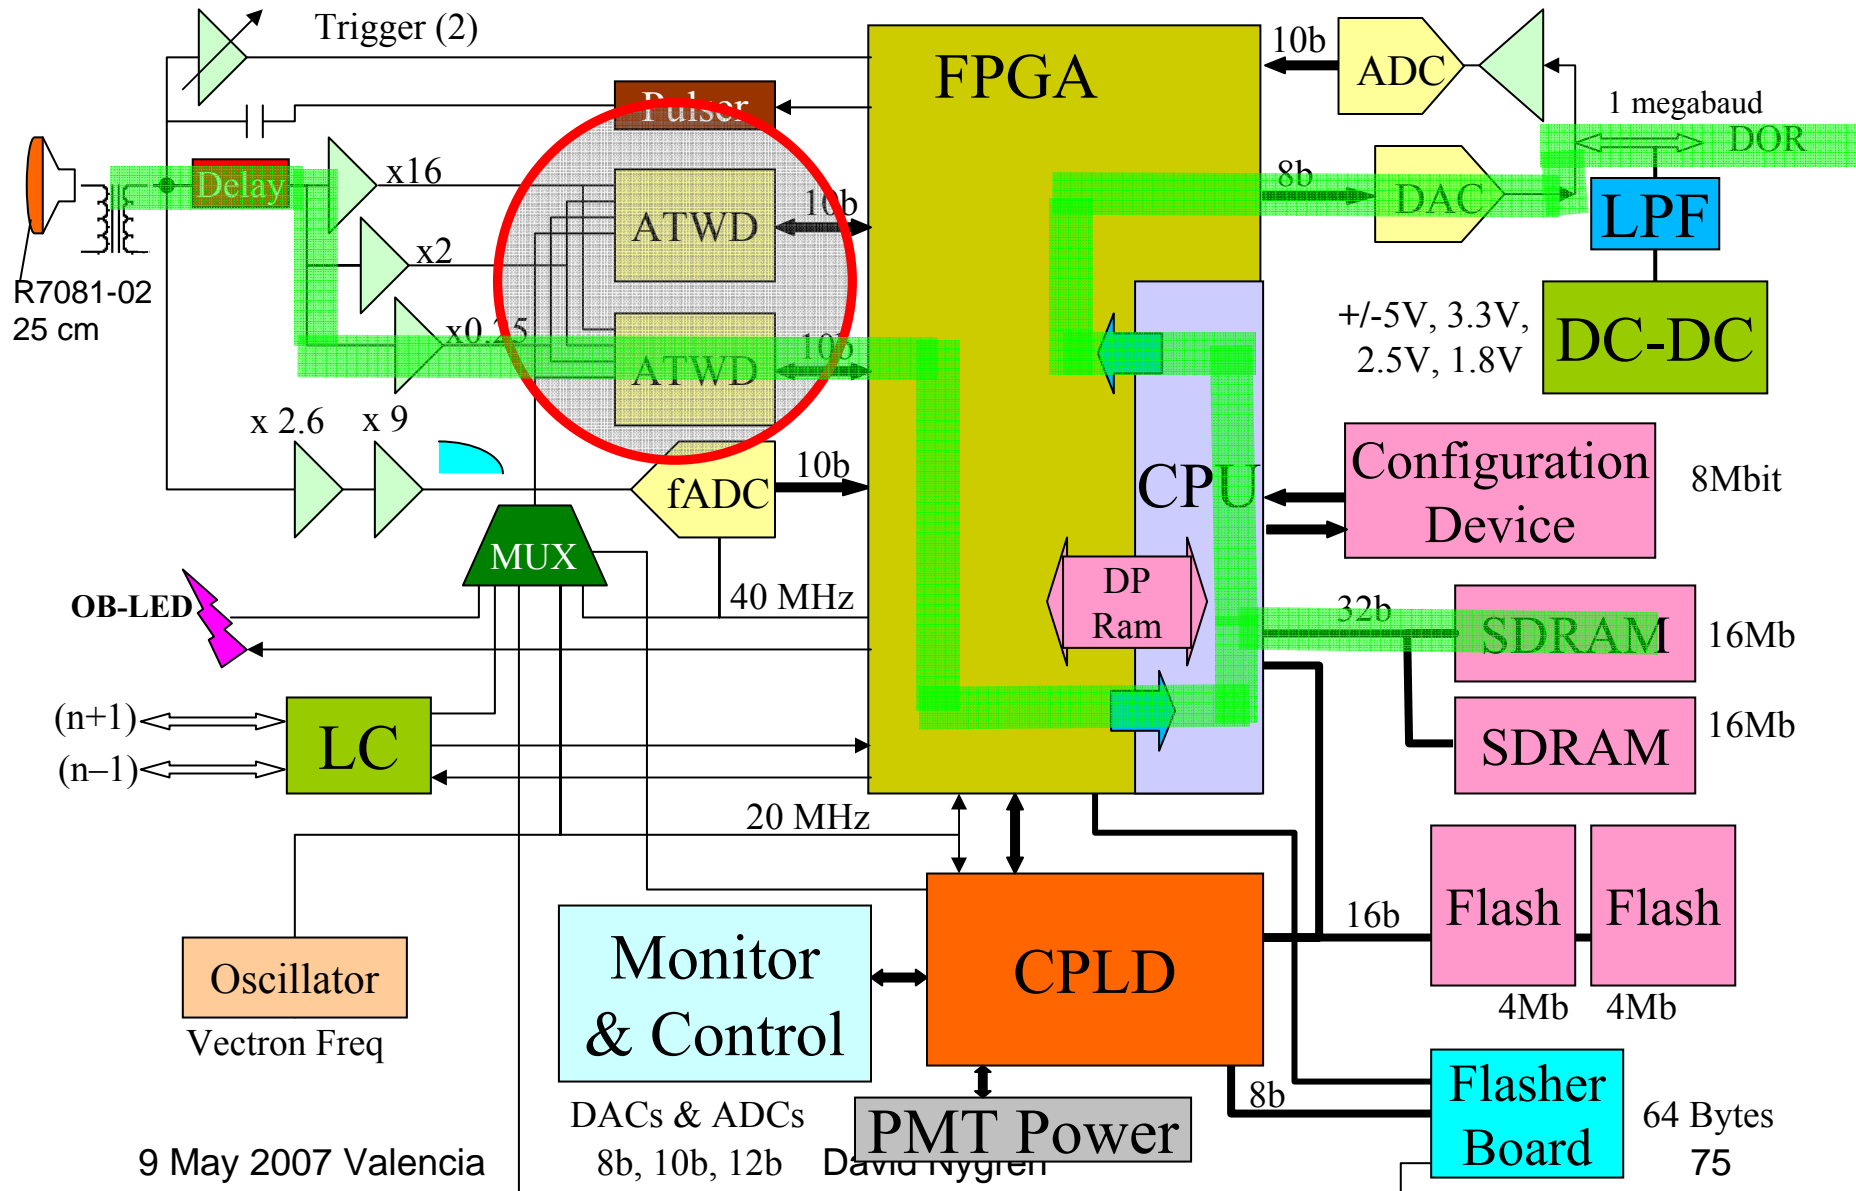 Trigger (2)
FPGA
10b
ADC
1 megabaud
DOR
Pulser
Delay
x16
ATWD
10b
8b
DAC
LPF
x2
R7081-02
25 cm
x0.25
ATWD
10b
+/-5V, 3.3V,
2.5V, 1.8V
DC-DC
x 2.6
x 9
fADC
10b
CPU
Configuration
Device
8Mbit
MUX
OB-LED
40 MHz
DP
Ram
32b
SDRAM
16Mb
(n+1)
(n–1)
LC
SDRAM
16Mb
20 MHz
Oscillator
Vectron Freq
Monitor
& Control
DACs & ADCs
8b, 10b, 12b
CPLD
16b
Flash
Flash
4Mb
4Mb
PMT Power
8b
Flasher
Board
64 Bytes
9 May 2007 Valencia
David Nygren
75